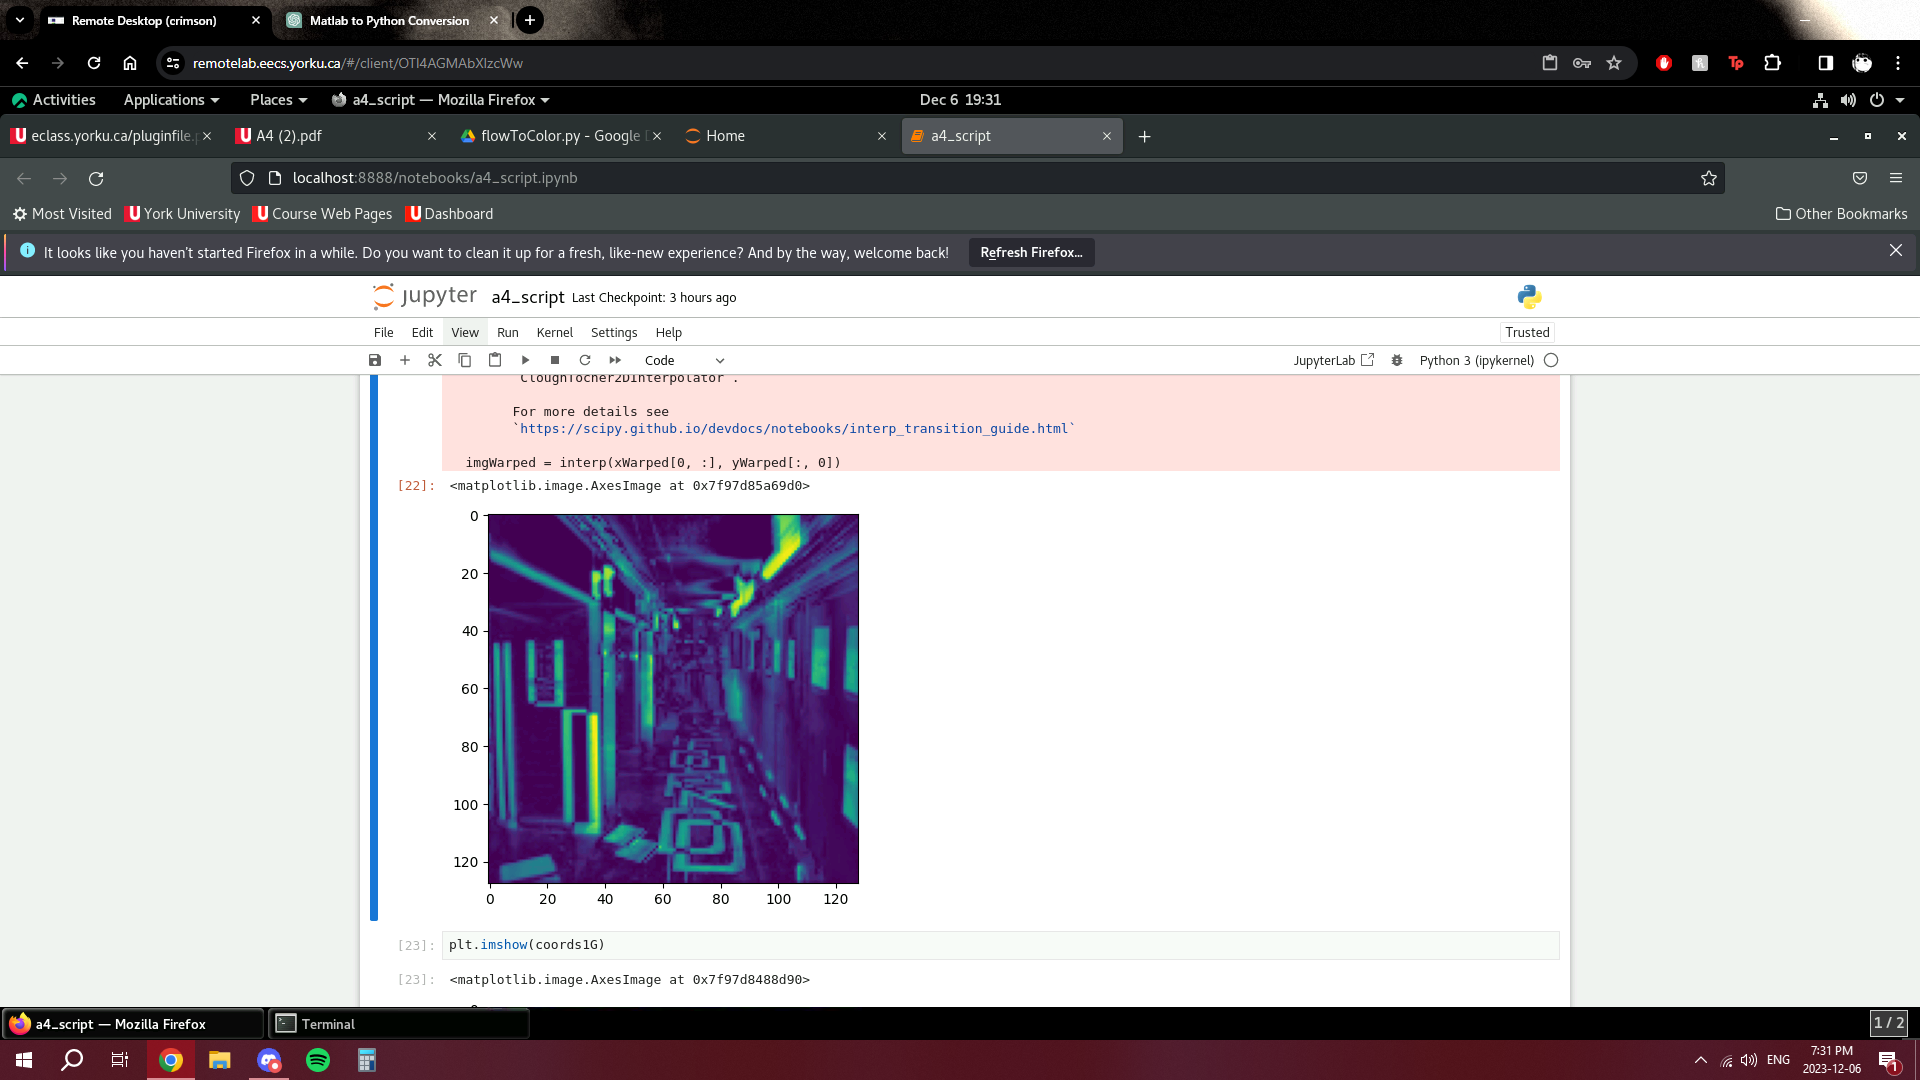 Remote Desktop (crimson)
Matlab to Python Conversion
remotelab.eecs.yorku.ca/#/client/OTI4AGMAbXlzcWw
Activities Applications Places a4_script — Mozilla Firefox Dec 6 19:31
eclass.yorku.ca/pluginfile.p
A4 (2).pdf
flowToColor.py - Google D
Home
a4_script
localhost:8888/notebooks/a4_script.ipynb
Most Visited York University Course Web Pages Dashboard Other Bookmarks
It looks like you haven't started Firefox in a while. Do you want to clean it up for a fresh, like-new experience? And by the way, welcome back! Refresh Firefox...
jupyter a4_script Last Checkpoint: 3 hours ago
File Edit View Run Kernel Settings Help Trusted
Code JupyterLab Python 3 (ipykernel)
`CloughTocher2DInterpolator`.
For more details see
`https://scipy.github.io/devdocs/notebooks/interp_transition_guide.html`
imgWarped = interp(xWarped[0, :], yWarped[:, 0])
[22]: <matplotlib.image.AxesImage at 0x7f97d85a69d0>
0
20
40
60
80
100
120
0 20 40 60 80 100 120
[23]: plt.imshow(coords1G)
[23]: <matplotlib.image.AxesImage at 0x7f97d8488d90>
a4_script — Mozilla Firefox
Terminal
1 / 2
ENG
7:31 PM
2023-12-06
1